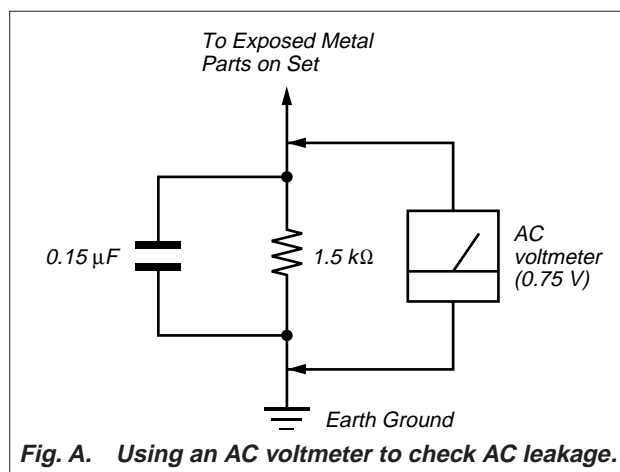 To Exposed Metal
Parts on Set
0.15 μF
1.5 kΩ
AC
voltmeter
(0.75 V)
Earth Ground
Fig. A. Using an AC voltmeter to check AC leakage.